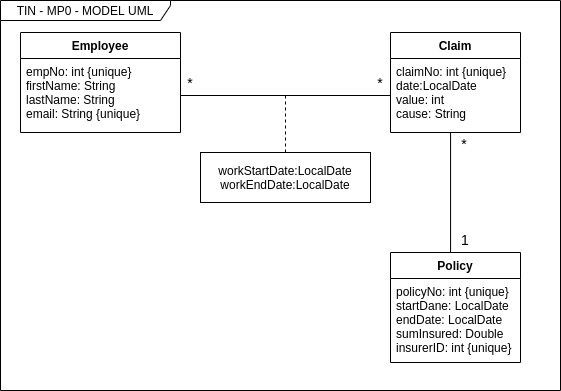 TIN - MP0 - MODEL UML
Employee
empNo: int {unique}
firstName: String
lastName: String
email: String {unique}
*
*
Claim
claimNo: int {unique}
date:LocalDate
value: int
cause: String
workStartDate:LocalDate
workEndDate:LocalDate
*
1
Policy
policyNo: int {unique}
startDane: LocalDate
endDate: LocalDate
sumInsured: Double
insurerID: int {unique}